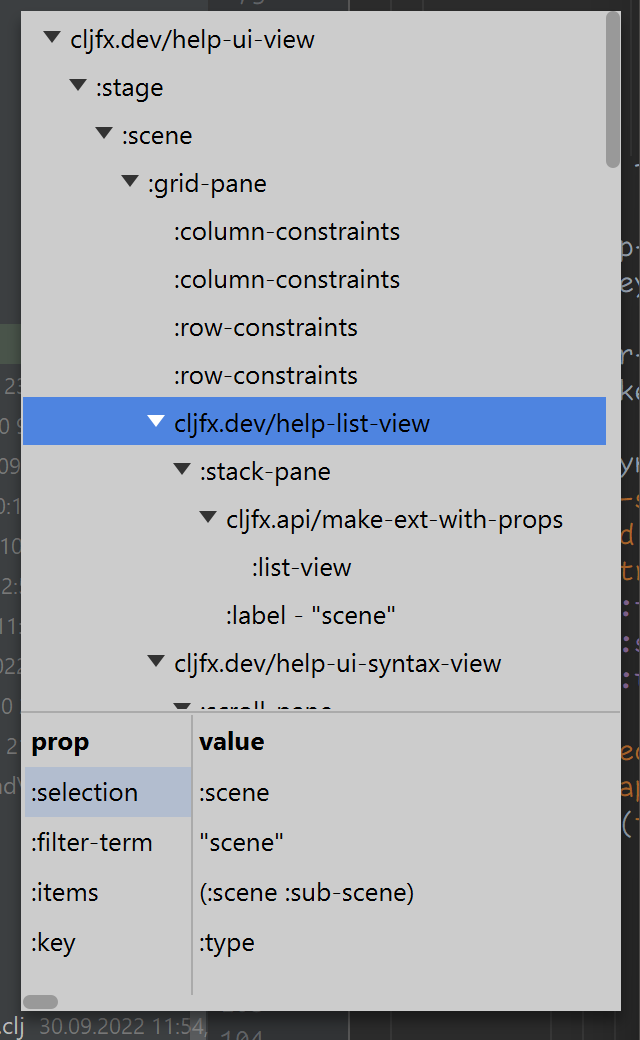 cljfx.dev/help-ui-view
:stage
:scene
:grid-pane
:column-constraints
:column-constraints
:row-constraints
:row-constraints
cljfx.dev/help-list-view
:stack-pane
cljfx.api/make-ext-with-props
:list-view
:label - "scene"
cljfx.dev/help-ui-syntax-view
:scroll-pane
prop value
:selection :scene
:filter-term "scene"
:items (:scene :sub-scene)
:key :type
.clj 30.09.2022 11:54,
104